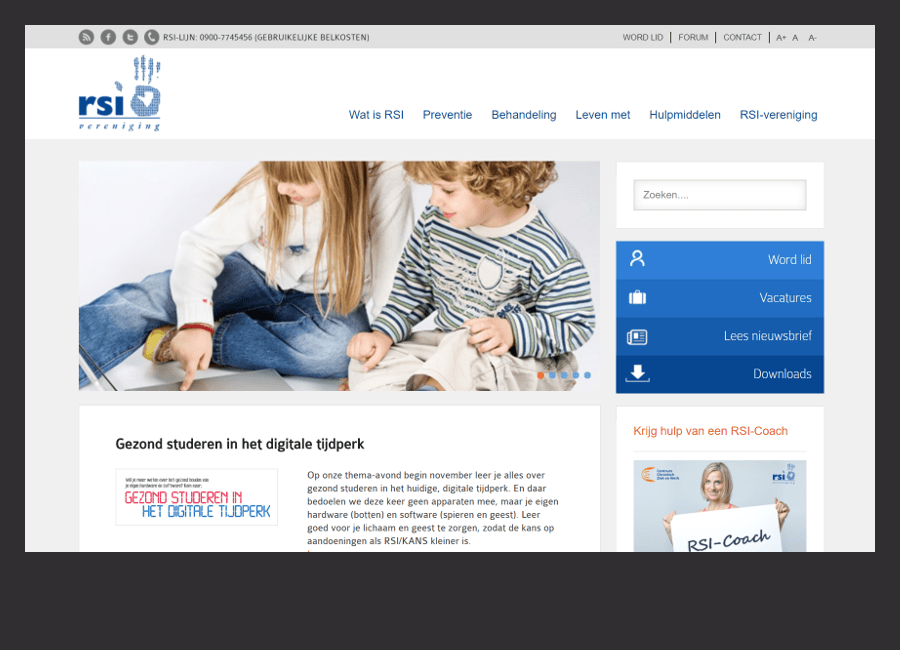 RSI-LIJN: 0900-7745456 (GEBRUIKELIJKE BELKOSTEN)
WORD LID | FORUM | CONTACT | A+ A A-
rsi
vereniging
Wat is RSI Preventie Behandeling Leven met Hulpmiddelen RSI-vereniging
Zoeken....
Word lid
Vacatures
Lees nieuwsbrief
Downloads
Gezond studeren in het digitale tijdperk
GEZOND STUDEREN IN
HET DIGITALE TIJDPERK
Op onze thema-avond begin november leer je alles over
gezond studeren in het huidige, digitale tijdperk. En daar
bedoelen we deze keer geen apparaten mee, maar je eigen
hardware (botten) en software (spieren en geest). Leer
goed voor je lichaam en geest te zorgen, zodat de kans op
aandoeningen als RSI/KANS kleiner is.
Krijg hulp van een RSI-Coach
Centrum
Chronisch
Ziek en Werk
rsi
RSI-Coach